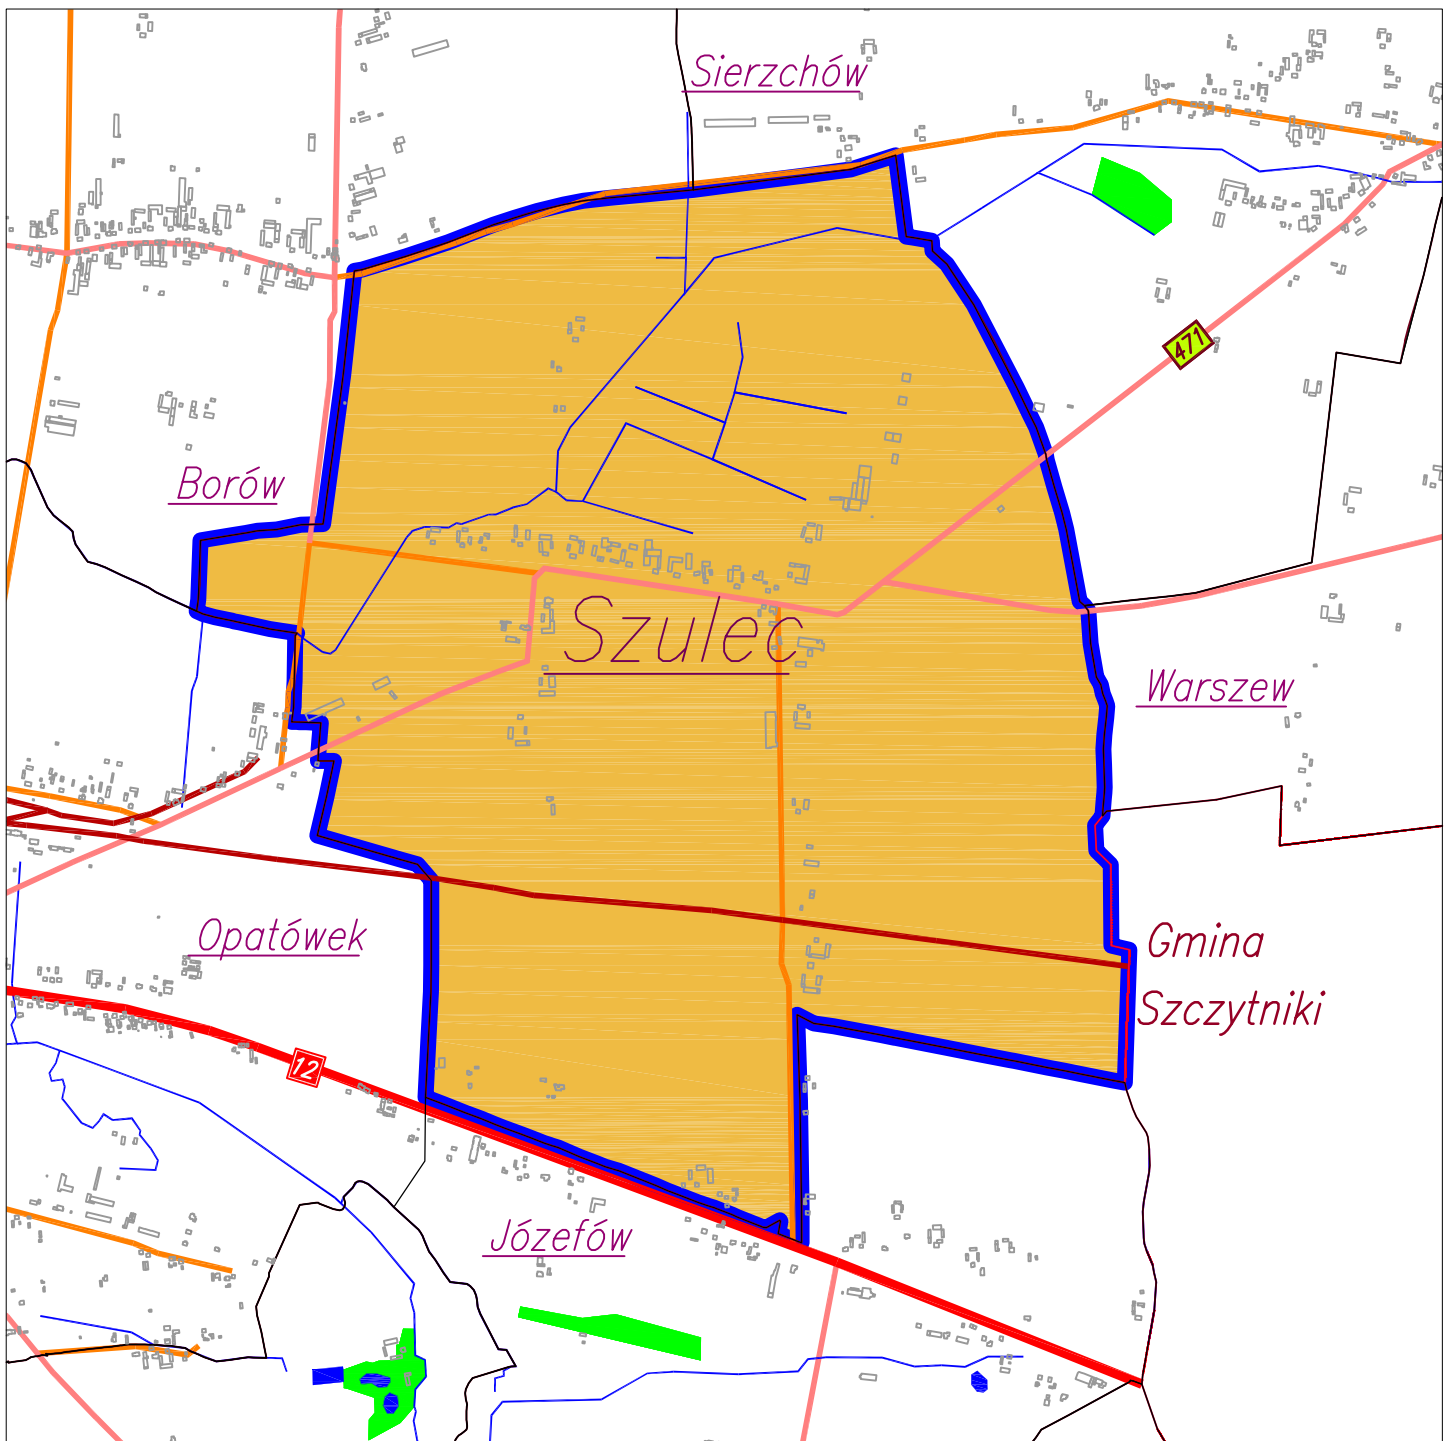 Sierzchów
471
Borów
Szulec
Warszew
Opatówek
Gmina
Szczytniki
12
Józefów